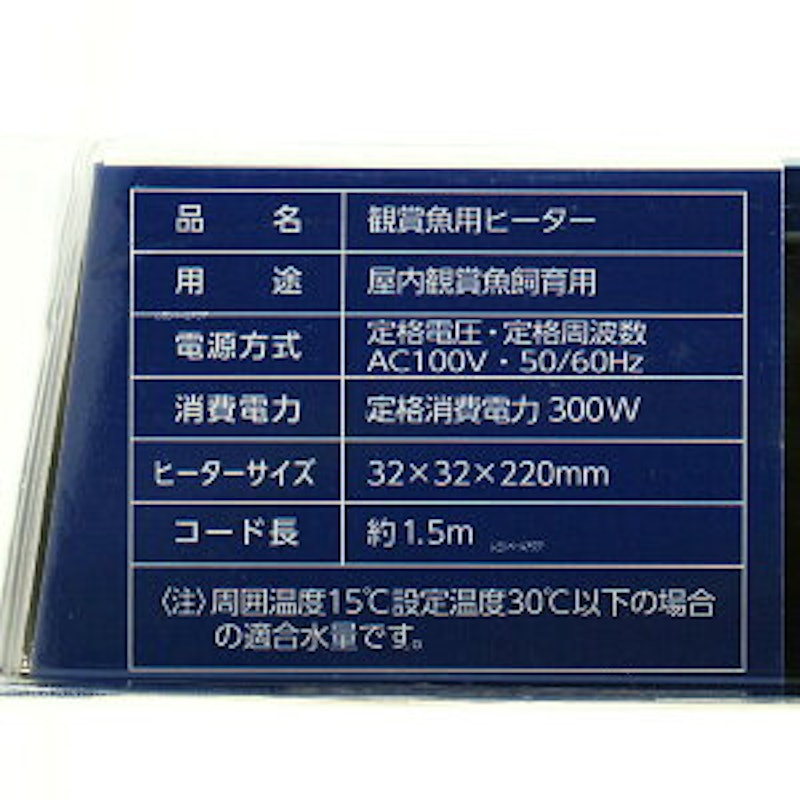 品名 観賞魚用ヒーター
用途 屋内観賞魚飼育用
電源方式 定格電圧・定格周波数
AC100V・50/60Hz
消費電力 定格消費電力 300W
ヒーターサイズ 32×32×220mm
コード長 約1.5m
〈注〉周囲温度15℃設定温度30℃以下の場合
の適合水量です。